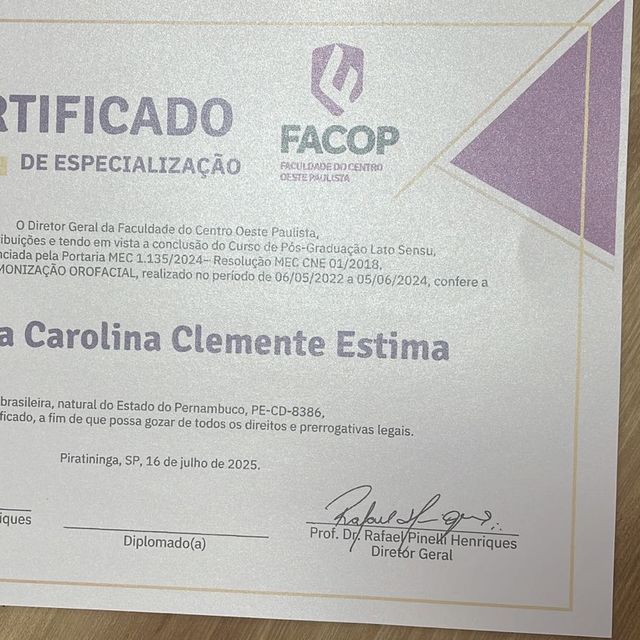 RTIFICADO
DE ESPECIALIZAÇÃO
FACOP
FACULDADE DO CENTRO
OESTE PAULISTA
O Diretor Geral da Faculdade do Centro Oeste Paulista,
ribuições e tendo em vista a conclusão do Curso de Pós-Graduação Lato Sensu,
nciada pela Portaria MEC 1.135/2024– Resolução MEC CNE 01/2018,
MONIZAÇÃO OROFACIAL, realizado no período de 06/05/2022 a 05/06/2024, confere a
a Carolina Clemente Estima
brasileira, natural do Estado do Pernambuco, PE-CD-8386,
ificado, a fim de que possa gozar de todos os direitos e prerrogativas legais.
Piratininga, SP, 16 de julho de 2025.
iques
Diplomado(a)
Prof. Dr. Rafael Pinelli Henriques
Diretor Geral